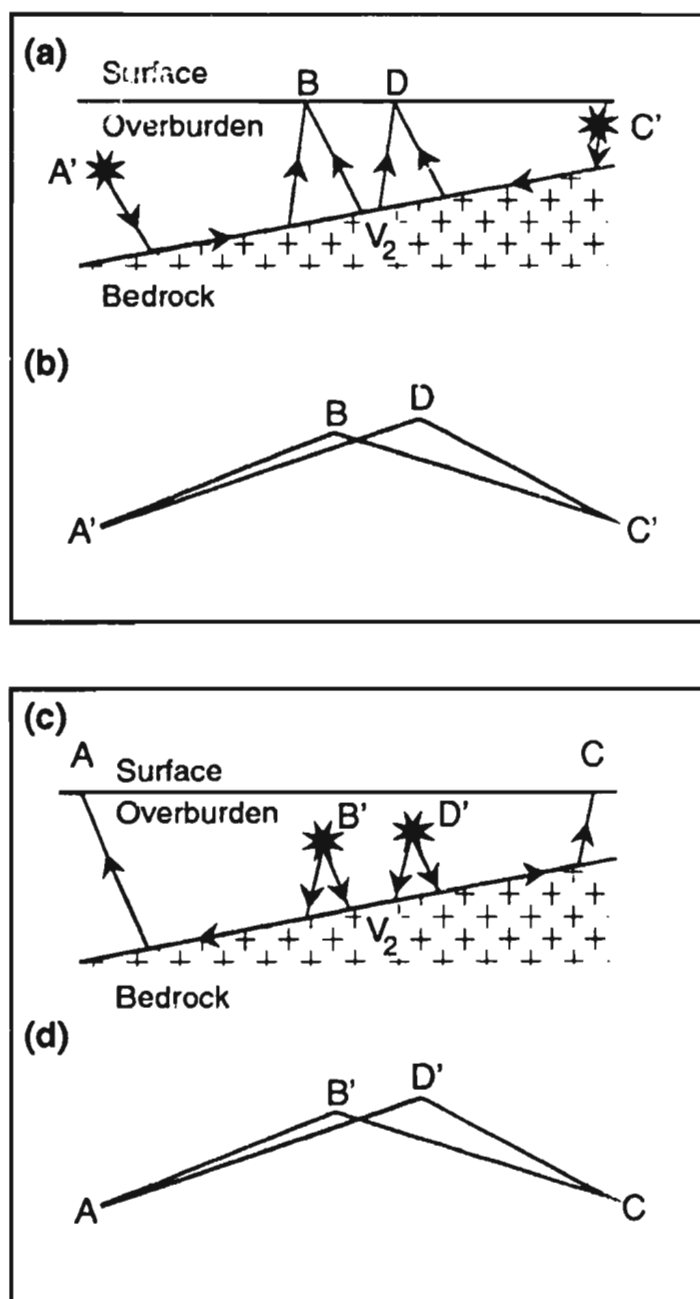 (a)
Surface B D
Overburden C'
A'
V2
Bedrock
(b)
B D
A' C'
(c)
A C
Surface
Overburden B' D'
V2
Bedrock
(d)
B' D'
A C